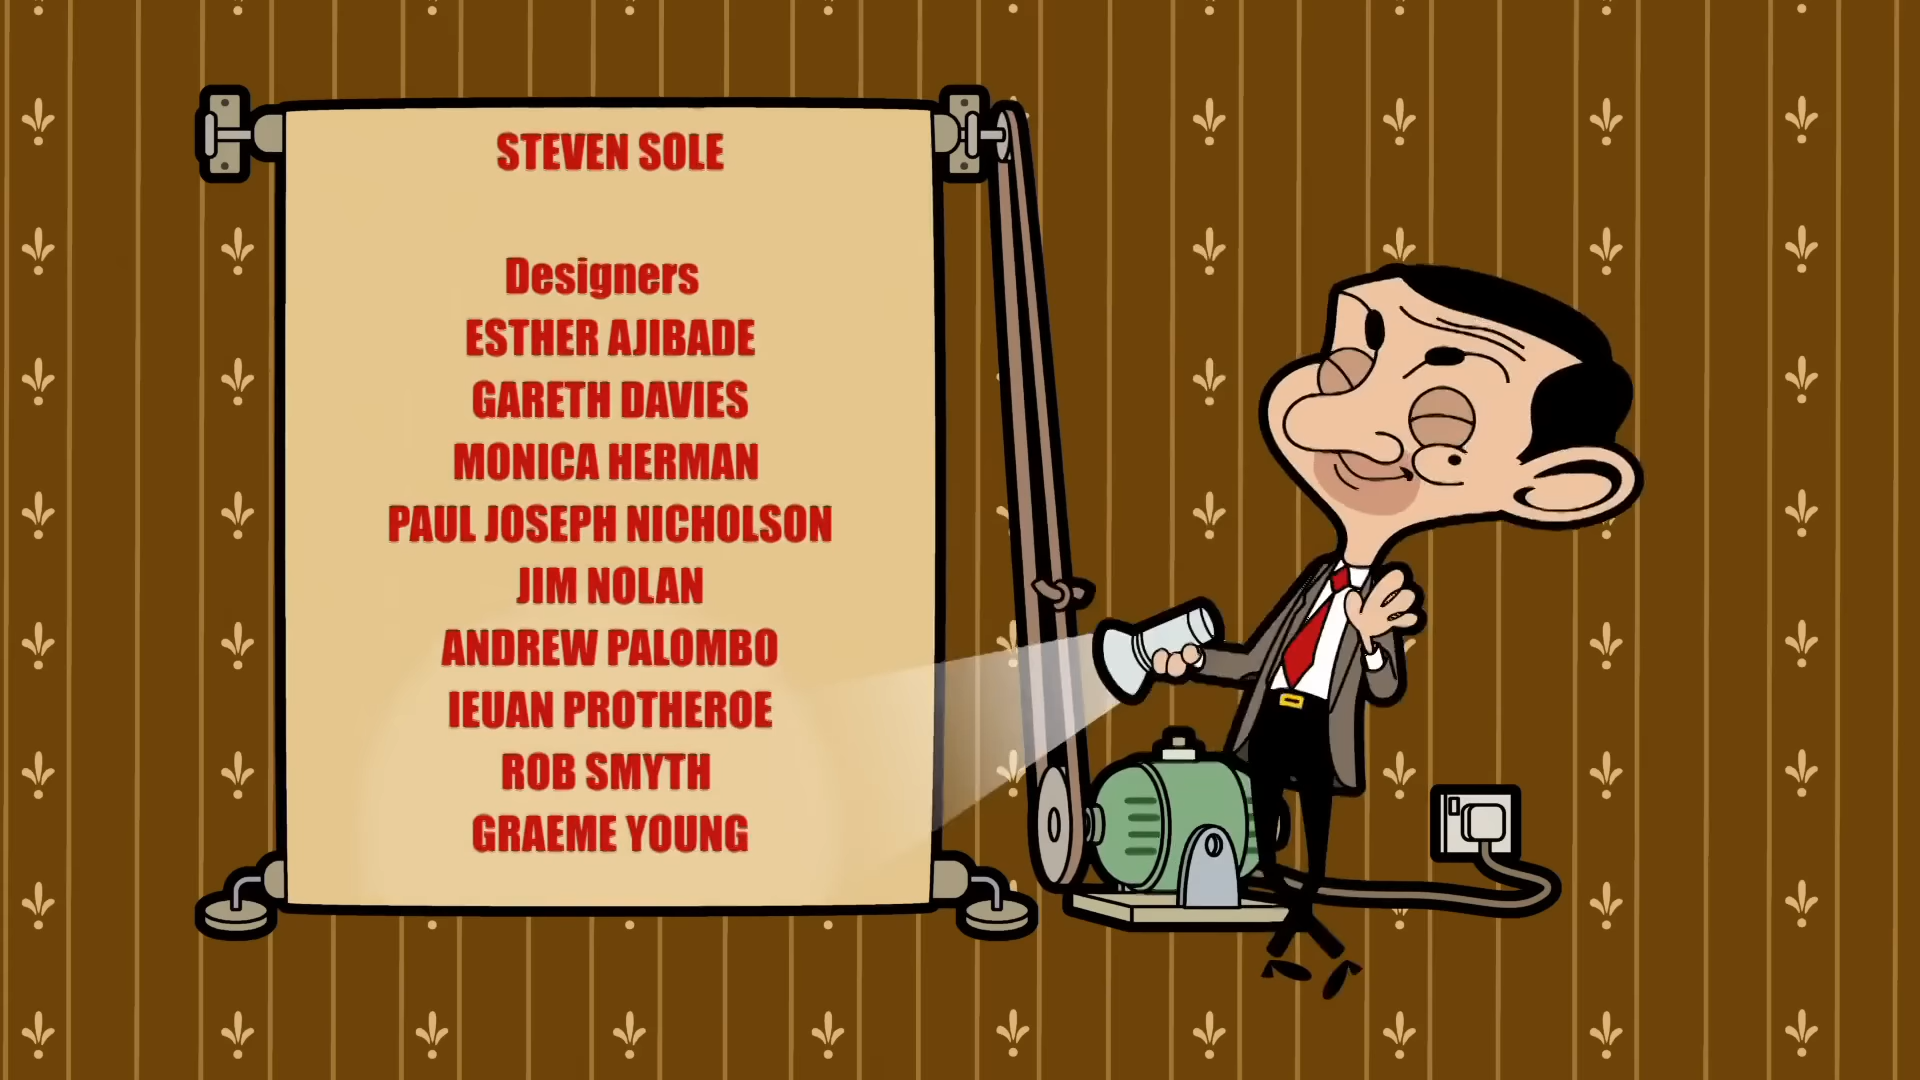 STEVEN SOLE
Designers
ESTHER AJIBADE
GARETH DAVIES
MONICA HERMAN
PAUL JOSEPH NICHOLSON
JIM NOLAN
ANDREW PALOMBO
IEUAN PROTHEROE
ROB SMYTH
GRAEME YOUNG